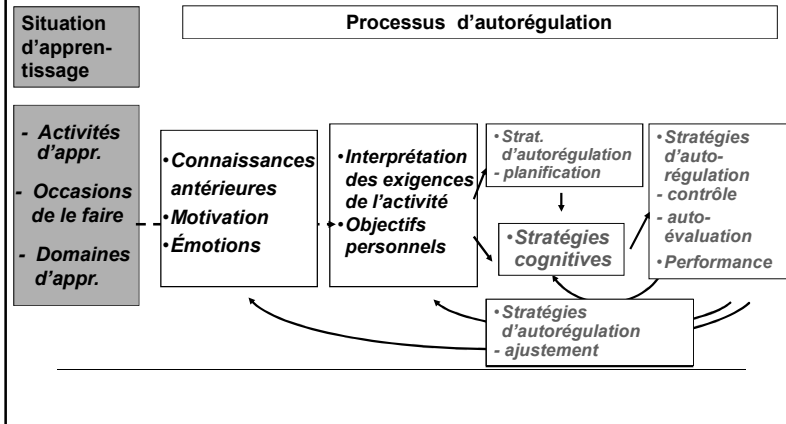 Situation
d'appren-
tissage
Processus d'autorégulation
- Activités
d'appr.
- Occasions
de le faire
- Domaines
d'appr.
•Connaissances
antérieures
•Motivation
•Émotions
•Interprétation
des exigences
de l'activité
•Objectifs
personnels
•Strat.
d'autorégulation
- planification
•Stratégies
cognitives
•Stratégies
d'auto-
régulation
- contrôle
- auto-
évaluation
•Performance
•Stratégies
d'autorégulation
- ajustement